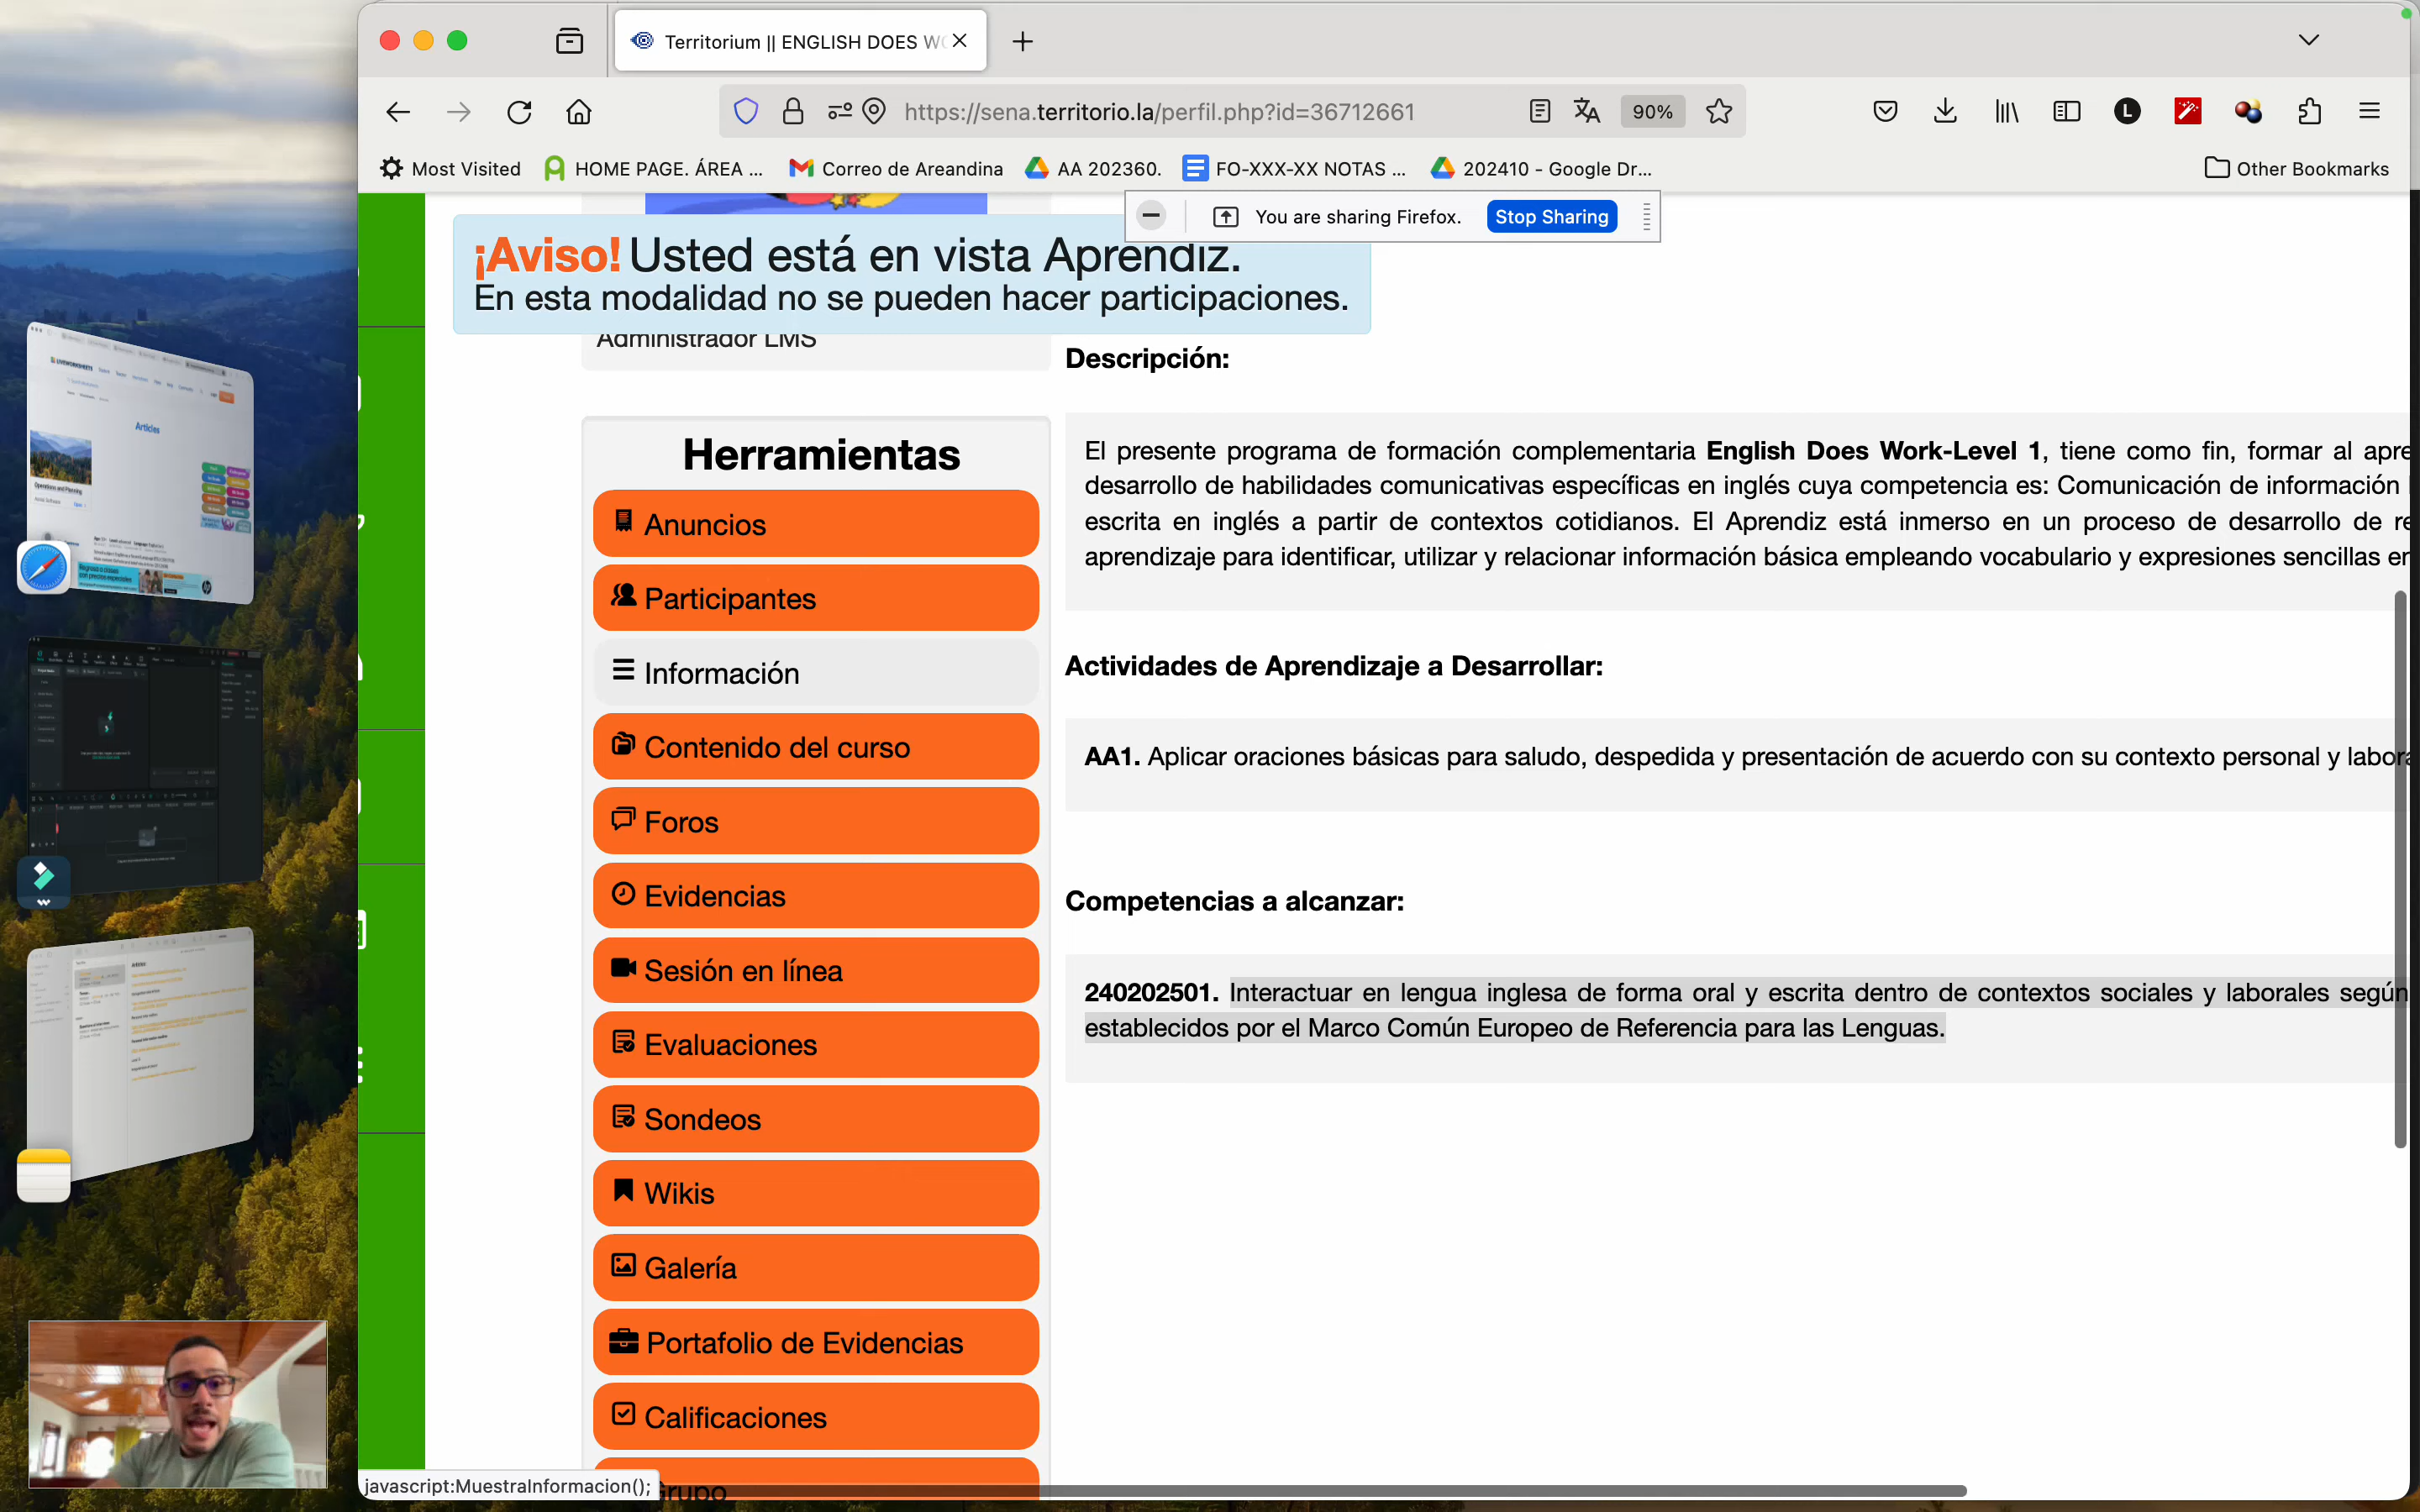 Territorium || ENGLISH DOES WO
https://sena.territorio.la/perfil.php?id=36712661
90%
L
Most Visited
HOME PAGE. ÁREA ...
Correo de Areandina
AA 202360.
FO-XXX-XX NOTAS ...
202410 - Google Dr...
Other Bookmarks
You are sharing Firefox.
Stop Sharing
¡Aviso! Usted está en vista Aprendiz.
En esta modalidad no se pueden hacer participaciones.
Administrador LMS
Herramientas
Anuncios
Participantes
Información
Contenido del curso
Foros
Evidencias
Sesión en línea
Evaluaciones
Sondeos
Wikis
Galería
Portafolio de Evidencias
Calificaciones
Grupo
Descripción:
El presente programa de formación complementaria English Does Work-Level 1, tiene como fin, formar al apre
desarrollo de habilidades comunicativas específicas en inglés cuya competencia es: Comunicación de información
escrita en inglés a partir de contextos cotidianos. El Aprendiz está inmerso en un proceso de desarrollo de re
aprendizaje para identificar, utilizar y relacionar información básica empleando vocabulario y expresiones sencillas en
Actividades de Aprendizaje a Desarrollar:
AA1. Aplicar oraciones básicas para saludo, despedida y presentación de acuerdo con su contexto personal y labora
Competencias a alcanzar:
240202501. Interactuar en lengua inglesa de forma oral y escrita dentro de contextos sociales y laborales según
establecidos por el Marco Común Europeo de Referencia para las Lenguas.
javascript:MuestraInformacion();
LIVEWORKSHEETS
Articles